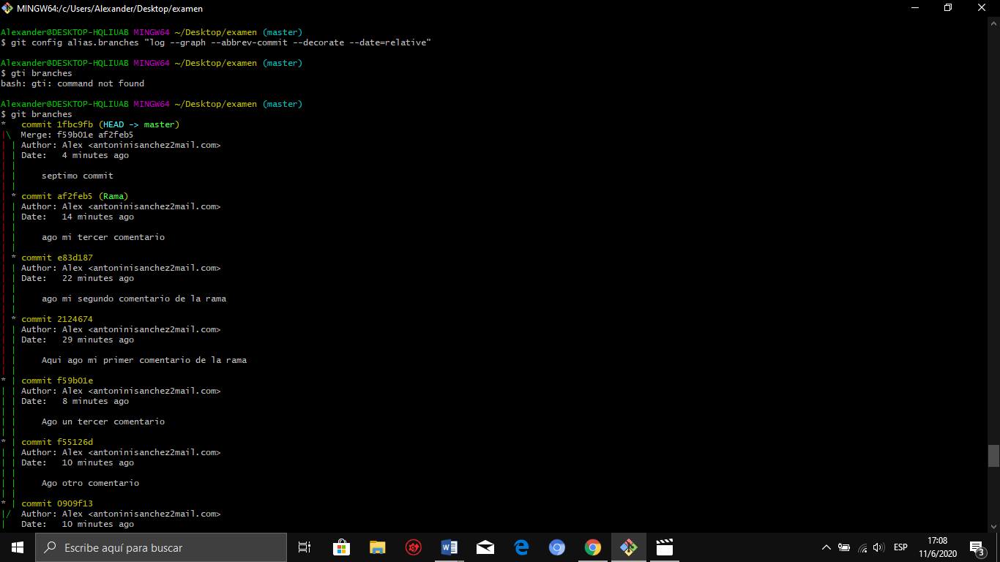 MINGW64:/c/Users/Alexander/Desktop/examen
Alexander@DESKTOP-HQLIUAB MINGW64 ~/Desktop/examen (master)
$ git config alias.branches "log --graph --abbrev-commit --decorate --date=relative"
Alexander@DESKTOP-HQLIUAB MINGW64 ~/Desktop/examen (master)
$ gti branches
bash: gti: command not found
Alexander@DESKTOP-HQLIUAB MINGW64 ~/Desktop/examen (master)
$ git branches
*   commit 1fbc9fb (HEAD -> master)
|\  Merge: f59b01e af2feb5
| | Author: Alex <antoninisanchez2mail.com>
| | Date:   4 minutes ago
| |
| |     septimo commit
| |
| * commit af2feb5 (Rama)
| | Author: Alex <antoninisanchez2mail.com>
| | Date:   14 minutes ago
| |
| |     ago mi tercer comentario
| |
| * commit e83d187
| | Author: Alex <antoninisanchez2mail.com>
| | Date:   22 minutes ago
| |
| |     ago mi segundo comentario de la rama
| |
| * commit 2124674
| | Author: Alex <antoninisanchez2mail.com>
| | Date:   29 minutes ago
| |
| |     Aqui ago mi primer comentario de la rama
| |
* | commit f59b01e
| | Author: Alex <antoninisanchez2mail.com>
| | Date:   8 minutes ago
| |
| |     Ago un tercer comentario
| |
* | commit f55126d
| | Author: Alex <antoninisanchez2mail.com>
| | Date:   10 minutes ago
| |
| |     Ago otro comentario
| |
* | commit 0909f13
|/  Author: Alex <antoninisanchez2mail.com>
|   Date:   10 minutes ago
Escribe aquí para buscar
ESP
17:08
11/6/2020
3